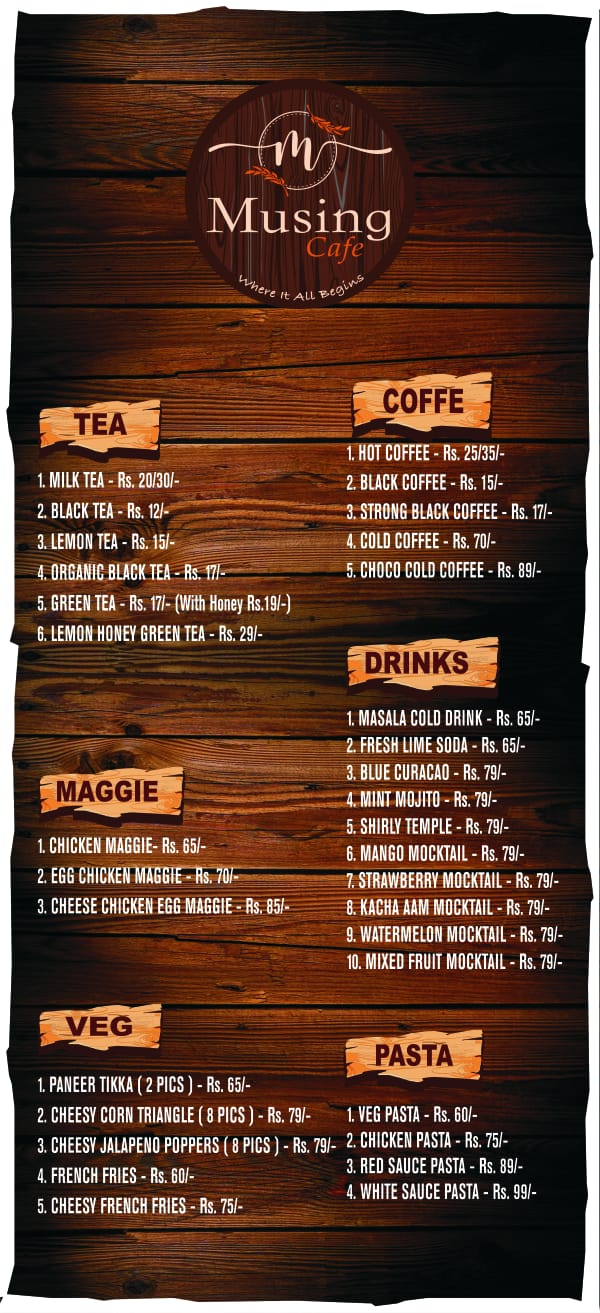 m
Musing
Cafe
Where It All Begins
TEA
1. MILK TEA - Rs. 20/30/-
2. BLACK TEA - Rs. 12/-
3. LEMON TEA - Rs. 15/-
4. ORGANIC BLACK TEA - Rs. 17/-
5. GREEN TEA - Rs. 17/- (With Honey Rs.19/-)
6. LEMON HONEY GREEN TEA - Rs. 29/-
COFFE
1. HOT COFFEE - Rs. 25/35/-
2. BLACK COFFEE - Rs. 15/-
3. STRONG BLACK COFFEE - Rs. 17/-
4. COLD COFFEE - Rs. 70/-
5. CHOCO COLD COFFEE - Rs. 89/-
MAGGIE
1. CHICKEN MAGGIE- Rs. 65/-
2. EGG CHICKEN MAGGIE - Rs. 70/-
3. CHEESE CHICKEN EGG MAGGIE - Rs. 85/-
DRINKS
1. MASALA COLD DRINK - Rs. 65/-
2. FRESH LIME SODA - Rs. 65/-
3. BLUE CURACAO - Rs. 79/-
4. MINT MOJITO - Rs. 79/-
5. SHIRLY TEMPLE - Rs. 79/-
6. MANGO MOCKTAIL - Rs. 79/-
7. STRAWBERRY MOCKTAIL - Rs. 79/-
8. KACHA AAM MOCKTAIL - Rs. 79/-
9. WATERMELON MOCKTAIL - Rs. 79/-
10. MIXED FRUIT MOCKTAIL - Rs. 79/-
VEG
1. PANEER TIKKA ( 2 PICS ) - Rs. 65/-
2. CHEESY CORN TRIANGLE ( 8 PICS ) - Rs. 79/-
3. CHEESY JALAPENO POPPERS ( 8 PICS ) - Rs. 79/-
4. FRENCH FRIES - Rs. 60/-
5. CHEESY FRENCH FRIES - Rs. 75/-
PASTA
1. VEG PASTA - Rs. 60/-
2. CHICKEN PASTA - Rs. 75/-
3. RED SAUCE PASTA - Rs. 89/-
4. WHITE SAUCE PASTA - Rs. 99/-